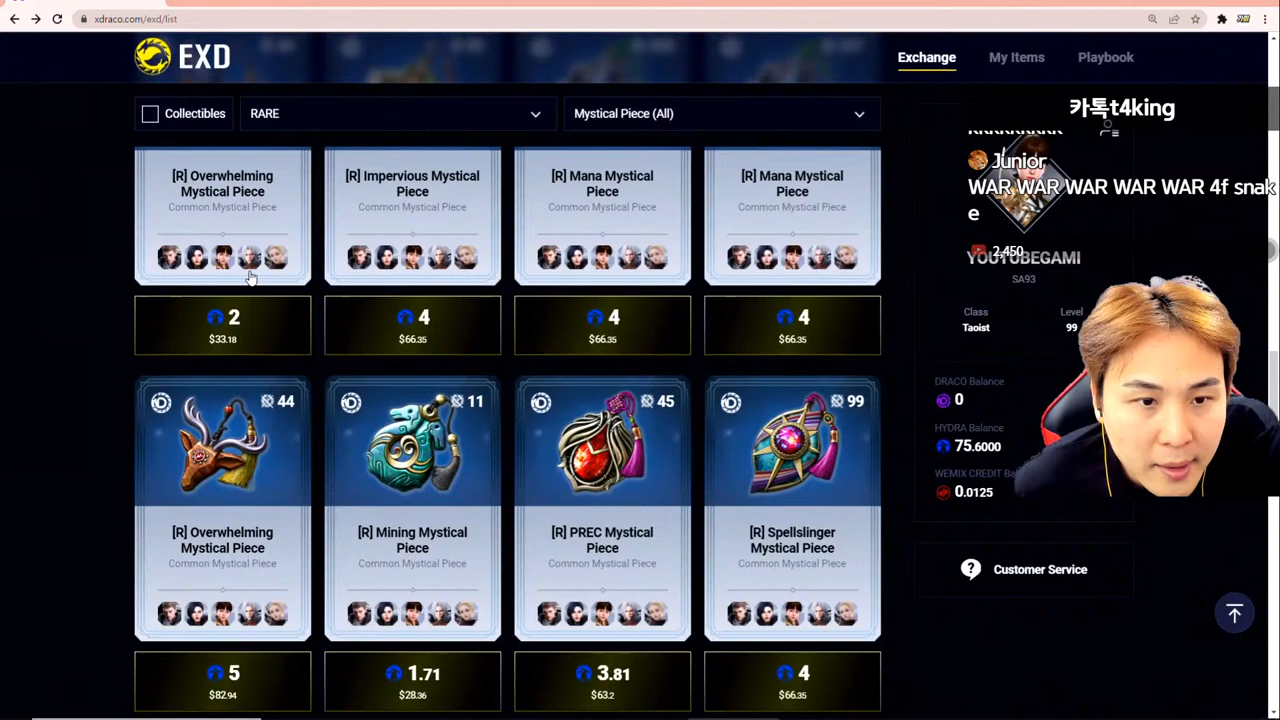 xdraco.com/exd/list
EXD
Exchange
My Items
Playbook
Collectibles
RARE
Mystical Piece (All)
카톡t4king
Junior
WAR WAR WAR WAR WAR 4f snak
e
2,450
YOUTUBEGAMI
SA93
Class
Level
Taoist
99
DRACO Balance
0
HYDRA Balance
75.6000
WEMIX CREDIT
0.0125
Customer Service
[R] Overwhelming
Mystical Piece
Common Mystical Piece
2
$33.18
[R] Impervious Mystical
Piece
Common Mystical Piece
4
$66.35
[R] Mana Mystical
Piece
Common Mystical Piece
4
$66.35
[R] Mana Mystical
Piece
Common Mystical Piece
4
$66.35
44
[R] Overwhelming
Mystical Piece
Common Mystical Piece
5
$82.94
11
[R] Mining Mystical
Piece
Common Mystical Piece
1.71
$28.36
45
[R] PREC Mystical
Piece
Common Mystical Piece
3.81
$63.2
99
[R] Spellslinger
Mystical Piece
Common Mystical Piece
4
$66.35